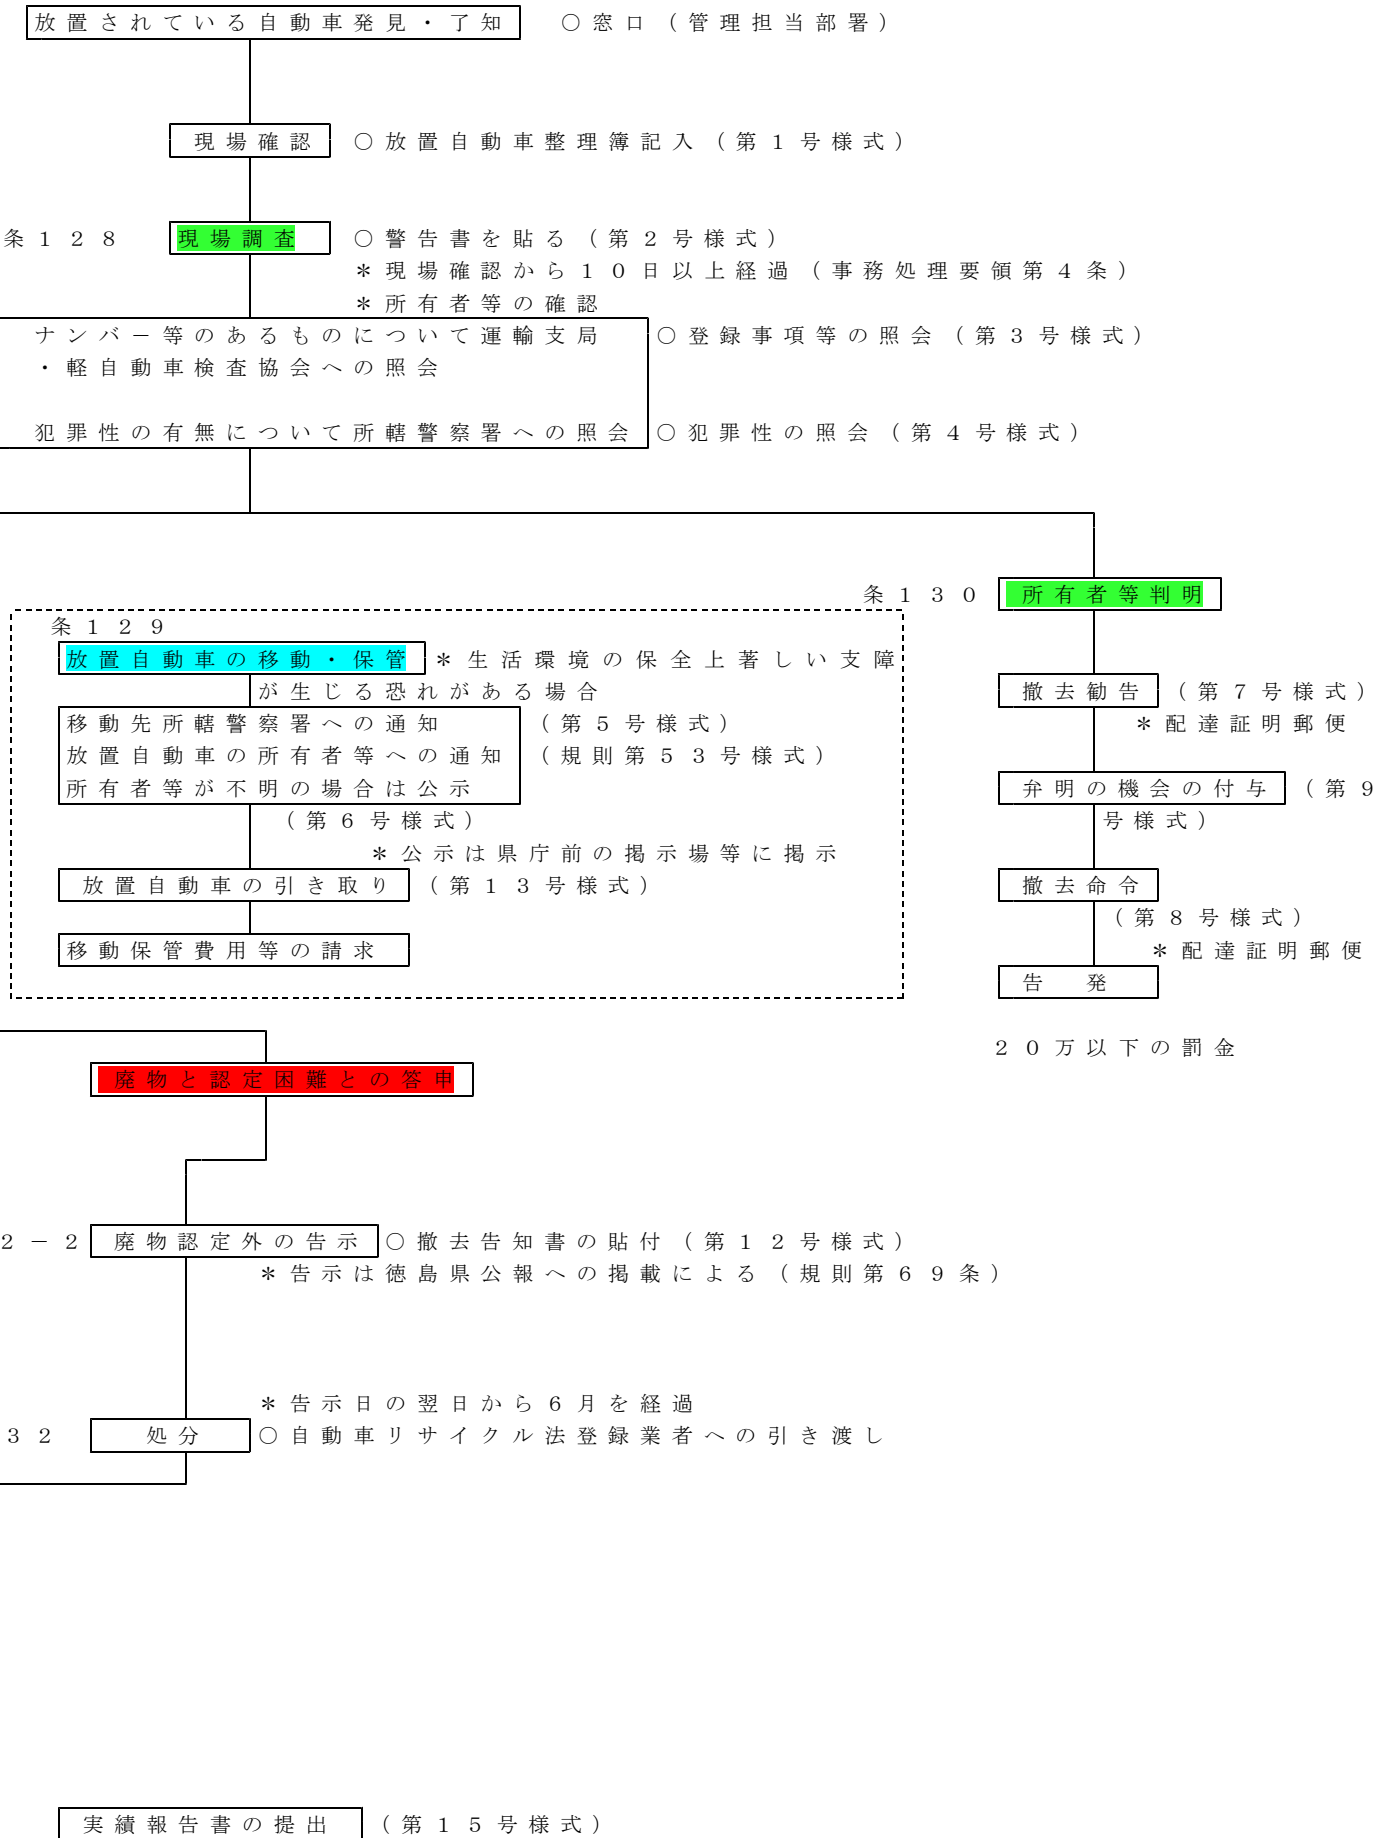 放置されている自動車発見・了知　○窓口（管理担当部署）
現場確認　○放置自動車整理簿記入（第１号様式）
条１２８　現場調査　○警告書を貼る（第２号様式）
＊現場確認から１０日以上経過（事務処理要領第４条）
＊所有者等の確認
ナンバ－等のあるものについて運輸支局　○登録事項等の照会（第３号様式）
・軽自動車検査協会への照会
犯罪性の有無について所轄警察署への照会　○犯罪性の照会（第４号様式）
条１３０　所有者等判明
条１２９
放置自動車の移動・保管　＊生活環境の保全上著しい支障
が生じる恐れがある場合
移動先所轄警察署への通知　（第５号様式）
放置自動車の所有者等への通知　（規則第５３号様式）
所有者等が不明の場合は公示
（第６号様式）
＊公示は県庁前の掲示場等に掲示
放置自動車の引き取り　（第１３号様式）
移動保管費用等の請求
撤去勧告　（第７号様式）
＊配達証明郵便
弁明の機会の付与　（第９
号様式）
撤去命令
（第８号様式）
＊配達証明郵便
告　発
２０万以下の罰金
廃物と認定困難との答申
２－２　廃物認定外の告示　○撤去告知書の貼付（第１２号様式）
＊告示は徳島県公報への掲載による（規則第６９条）
＊告示日の翌日から６月を経過
３２　処分　○自動車リサイクル法登録業者への引き渡し
実績報告書の提出　（第１５号様式）